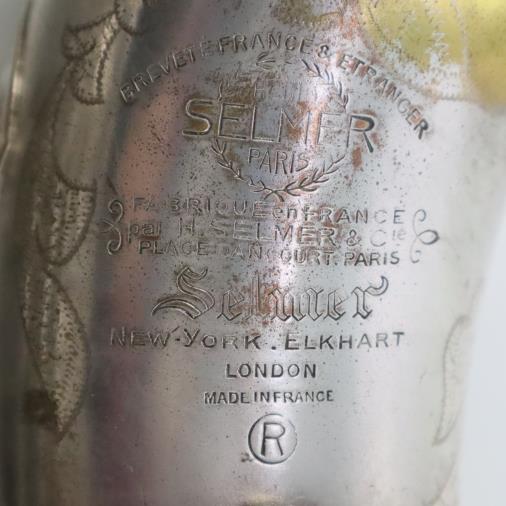 BREVETÉ FRANCE & ETRANGER
SELMER
PARIS
FABRIQUE en FRANCE
par H. SELMER & Cie
PLACE DANCOURT. PARIS
Selmer
NEW-YORK. ELKHART
LONDON
MADE IN FRANCE
R